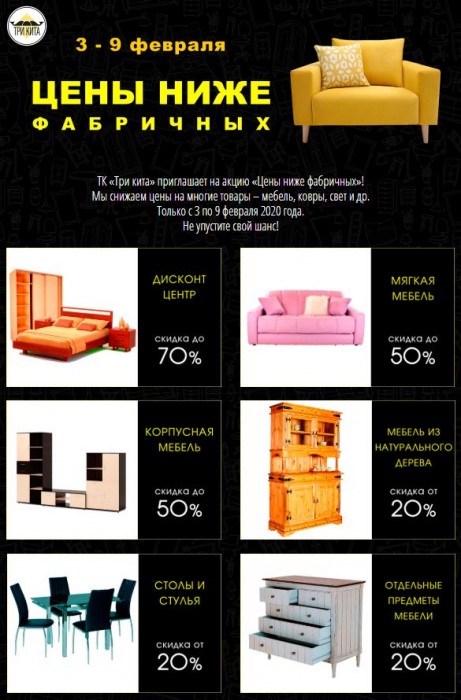 ТРИ КИТА
3 - 9 февраля
ЦЕНЫ НИЖЕ
ФАБРИЧНЫХ
ТК «Три кита» приглашает на акцию «Цены ниже фабричных»!
Мы снижаем цены на многие товары – мебель, ковры, свет и др.
Только с 3 по 9 февраля 2020 года.
Не упустите свой шанс!
ДИСКОНТ
ЦЕНТР
скидка до
70%
МЯГКАЯ
МЕБЕЛЬ
скидка до
50%
КОРПУСНАЯ
МЕБЕЛЬ
скидка до
50%
МЕБЕЛЬ ИЗ
НАТУРАЛЬНОГО
ДЕРЕВА
скидка от
20%
СТОЛЫ И
СТУЛЬЯ
скидка от
20%
ОТДЕЛЬНЫЕ
ПРЕДМЕТЫ
МЕБЕЛИ
скидка от
20%